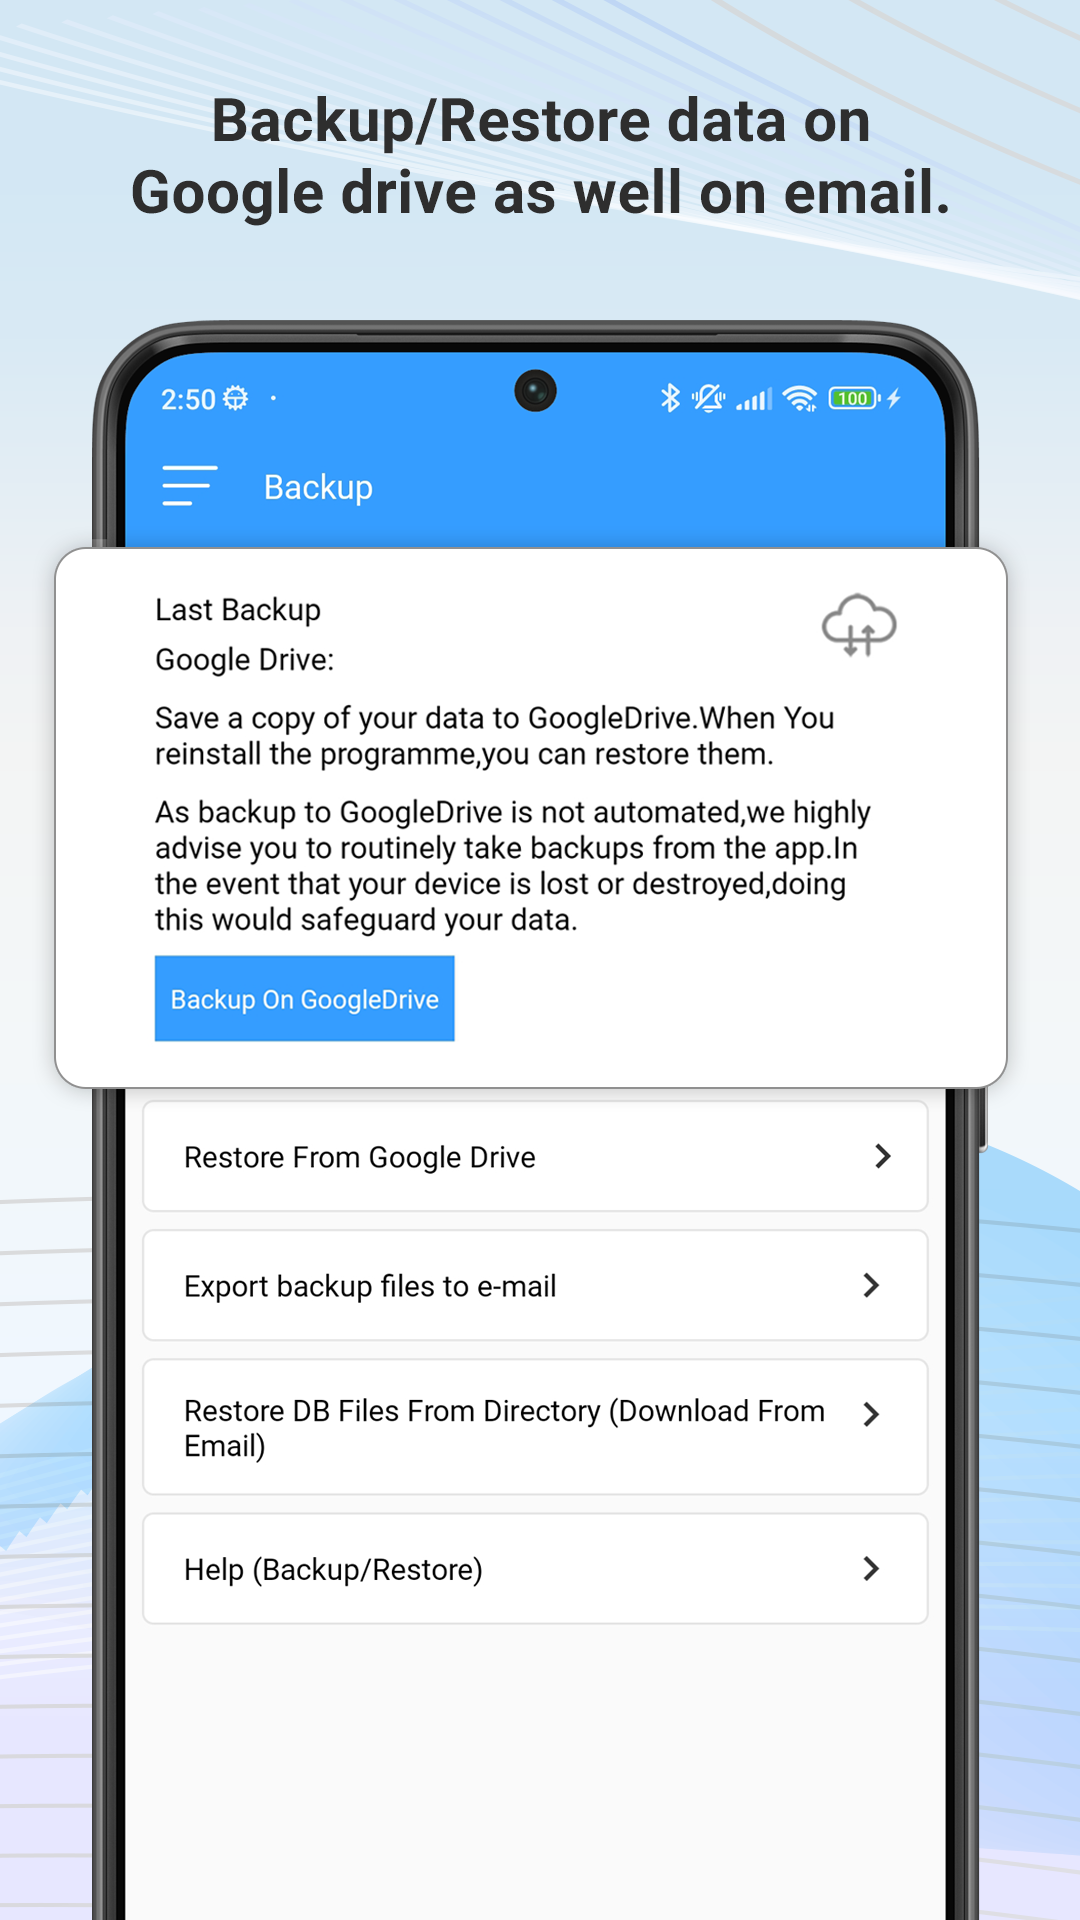 Backup/Restore data on
Google drive as well on email.
2:50
100
Backup
Last Backup
Google Drive:
Save a copy of your data to GoogleDrive.When You
reinstall the programme,you can restore them.
As backup to GoogleDrive is not automated,we highly
advise you to routinely take backups from the app.In
the event that your device is lost or destroyed,doing
this would safeguard your data.
Backup On GoogleDrive
Restore From Google Drive
Export backup files to e-mail
Restore DB Files From Directory (Download From
Email)
Help (Backup/Restore)